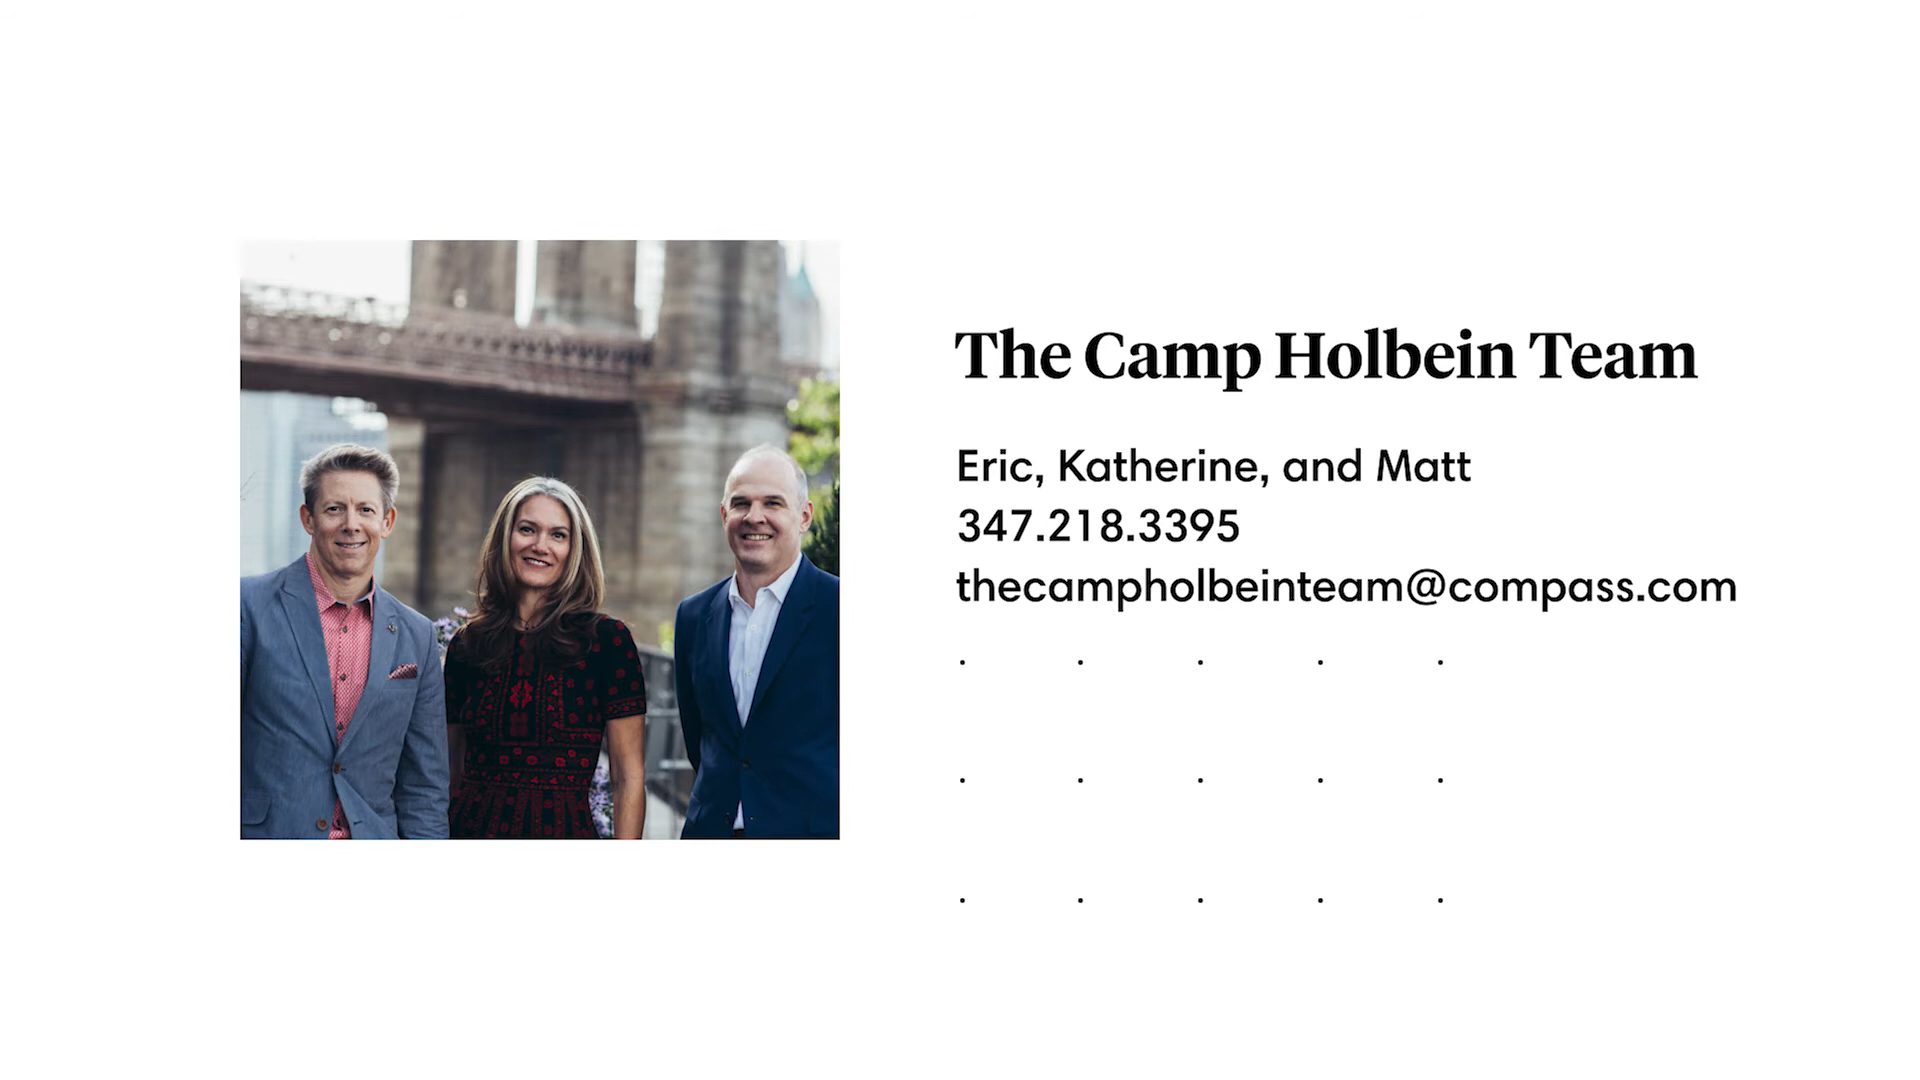 The Camp Holbein Team
Eric, Katherine, and Matt
347.218.3395
thecampholbeinteam@compass.com